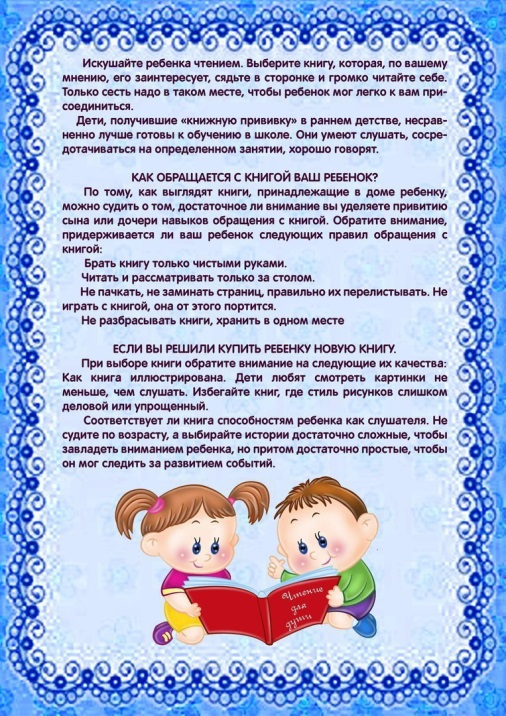 Искушайте ребенка чтением. Выберите книгу, которая, по вашему
мнению, его заинтересует, сядьте в сторонке и громко читайте себе.
Только сесть надо в таком месте, чтобы ребенок мог легко к вам при-
соединиться.
Дети, получившие «книжную прививку» в раннем детстве, несрав-
ненно лучше готовы к обучению в школе. Они умеют слушать, сосре-
дотачиваться на определенном занятии, хорошо говорят.
КАК ОБРАЩАЕТСЯ С КНИГОЙ ВАШ РЕБЕНОК?
По тому, как выглядят книги, принадлежащие в доме ребенку,
можно судить о том, достаточное ли внимание вы уделяете привитию
сына или дочери навыков обращения с книгой. Обратите внимание,
придерживается ли ваш ребенок следующих правил обращения с
книгой:
Брать книгу только чистыми руками.
Читать и рассматривать только за столом.
Не пачкать, не заминать страниц, правильно их перелистывать. Не
играть с книгой, она от этого портится.
Не разбрасывать книги, хранить в одном месте
ЕСЛИ ВЫ РЕШИЛИ КУПИТЬ РЕБЕНКУ НОВУЮ КНИГУ.
При выборе книги обратите внимание на следующие их качества:
Как книга иллюстрирована. Дети любят смотреть картинки не
меньше, чем слушать. Избегайте книг, где стиль рисунков слишком
деловой или упрощенный.
Соответствует ли книга способностям ребенка как слушателя. Не
судите по возрасту, а выбирайте истории достаточно сложные, чтобы
завладеть вниманием ребенка, но притом достаточно простые, чтобы
он мог следить за развитием событий.
Чтение
для
души